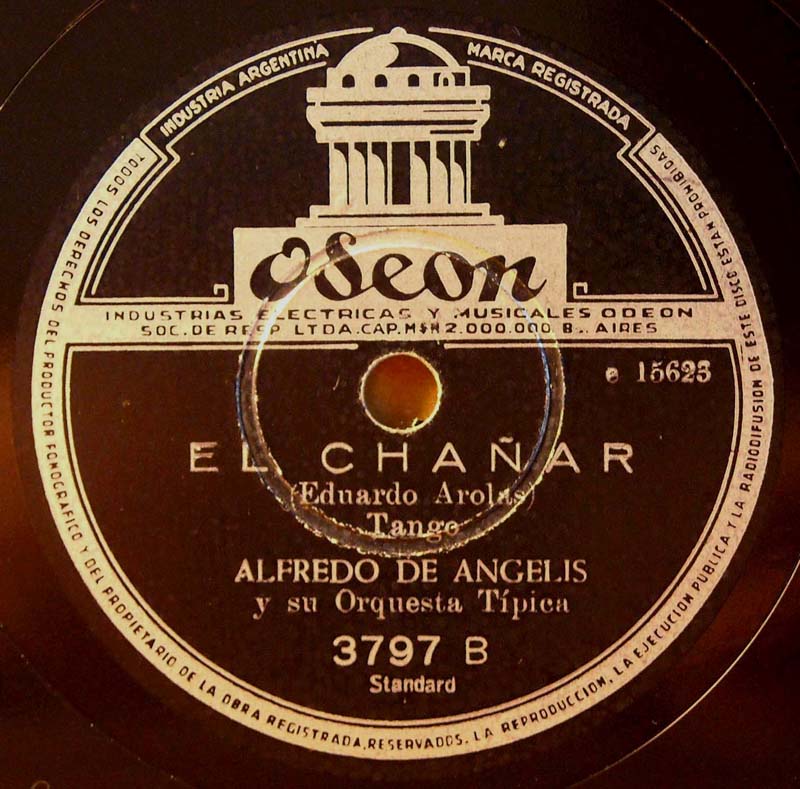 INDUSTRIA ARGENTINA
MARCA REGISTRADA
Odeon
INDUSTRIAS ELECTRICAS Y MUSICALES ODEON
SOC. DE RESP LTDA. CAP. M$N 2.000.000 B. AIRES
e 15623
EL CHAÑAR
(Eduardo Arolas)
Tango
ALFREDO DE ANGELIS
y su Orquesta Típica
3797 B
Standard
TODOS LOS DERECHOS DEL PRODUCTOR FONOGRAFICO Y DEL PROPIETARIO DE LA OBRA REGISTRADA, RESERVADOS. LA REPRODUCCION, LA EJECUCION PUBLICA Y LA RADIODIFUSION DE ESTE DISCO ESTAN PROHIBIDAS